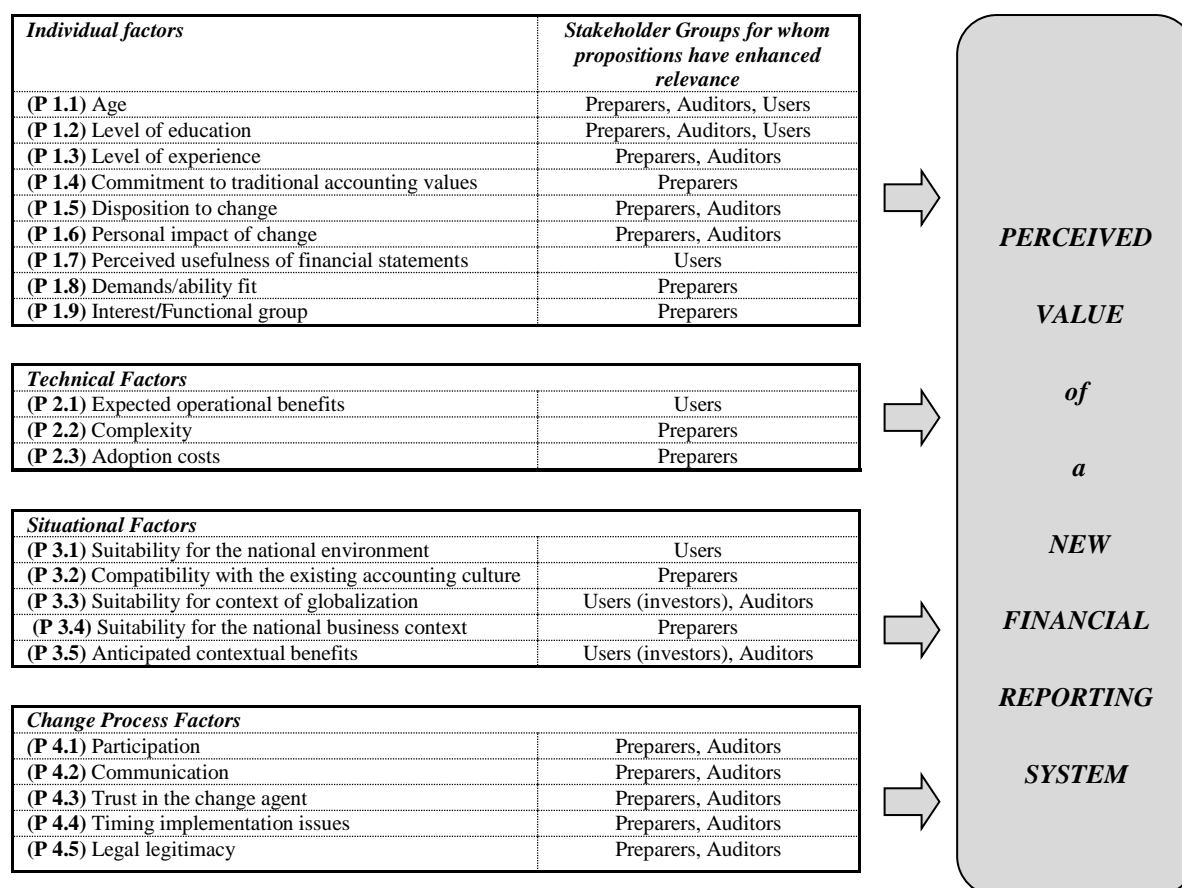 Individual factors Stakeholder Groups for whom
propositions have enhanced
relevance
(P 1.1) Age Preparers, Auditors, Users
(P 1.2) Level of education Preparers, Auditors, Users
(P 1.3) Level of experience Preparers, Auditors
(P 1.4) Commitment to traditional accounting values Preparers
(P 1.5) Disposition to change Preparers, Auditors
(P 1.6) Personal impact of change Preparers, Auditors
(P 1.7) Perceived usefulness of financial statements Users
(P 1.8) Demands/ability fit Preparers
(P 1.9) Interest/Functional group Preparers
Technical Factors
(P 2.1) Expected operational benefits Users
(P 2.2) Complexity Preparers
(P 2.3) Adoption costs Preparers
Situational Factors
(P 3.1) Suitability for the national environment Users
(P 3.2) Compatibility with the existing accounting culture Preparers
(P 3.3) Suitability for context of globalization Users (investors), Auditors
(P 3.4) Suitability for the national business context Preparers
(P 3.5) Anticipated contextual benefits Users (investors), Auditors
Change Process Factors
(P 4.1) Participation Preparers, Auditors
(P 4.2) Communication Preparers, Auditors
(P 4.3) Trust in the change agent Preparers, Auditors
(P 4.4) Timing implementation issues Preparers, Auditors
(P 4.5) Legal legitimacy Preparers, Auditors
PERCEIVED
VALUE
of
a
NEW
FINANCIAL
REPORTING
SYSTEM